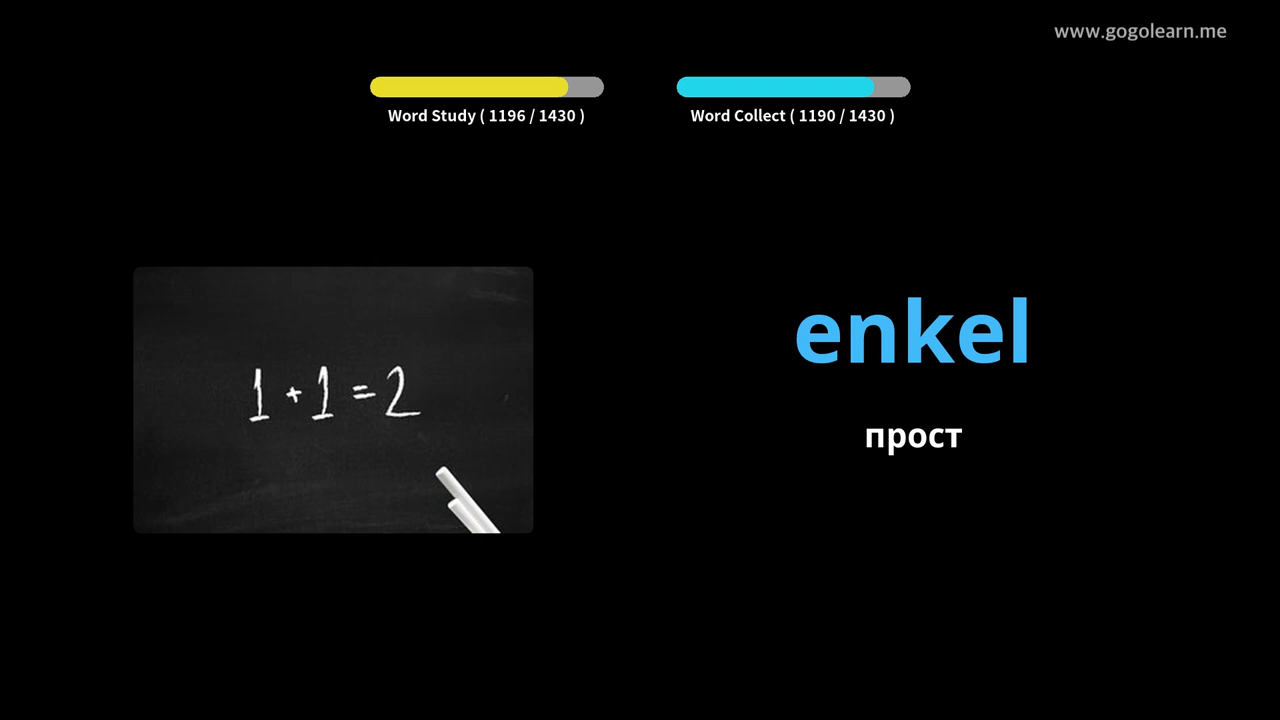 www.gogolearn.me
Word Study ( 1196 / 1430 )
Word Collect ( 1190 / 1430 )
1 + 1 = 2
enkel
прост